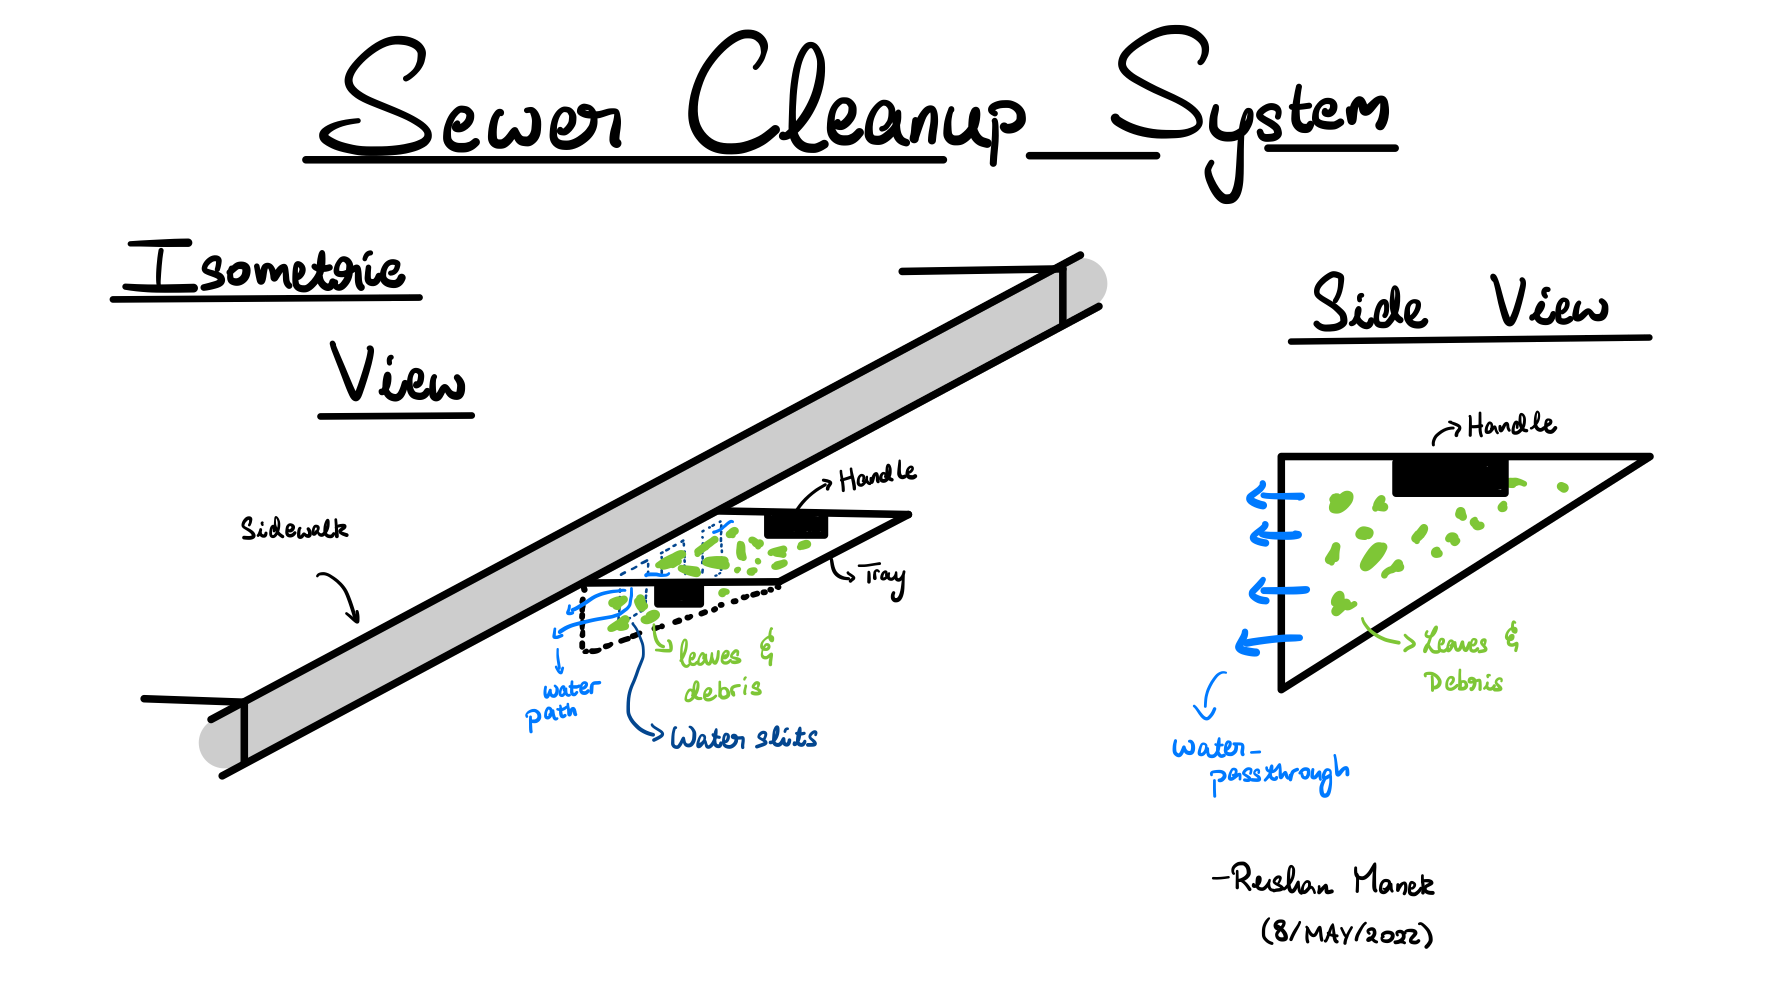 Sewer Cleanup System
Isometric
View
Side View
Handle
Handle
Sidewalk
Tray
leaves &
debris
water
path
Water slits
Leaves &
Debris
Water-
passthrough
-Rushan Manek
(8/MAY/2022)